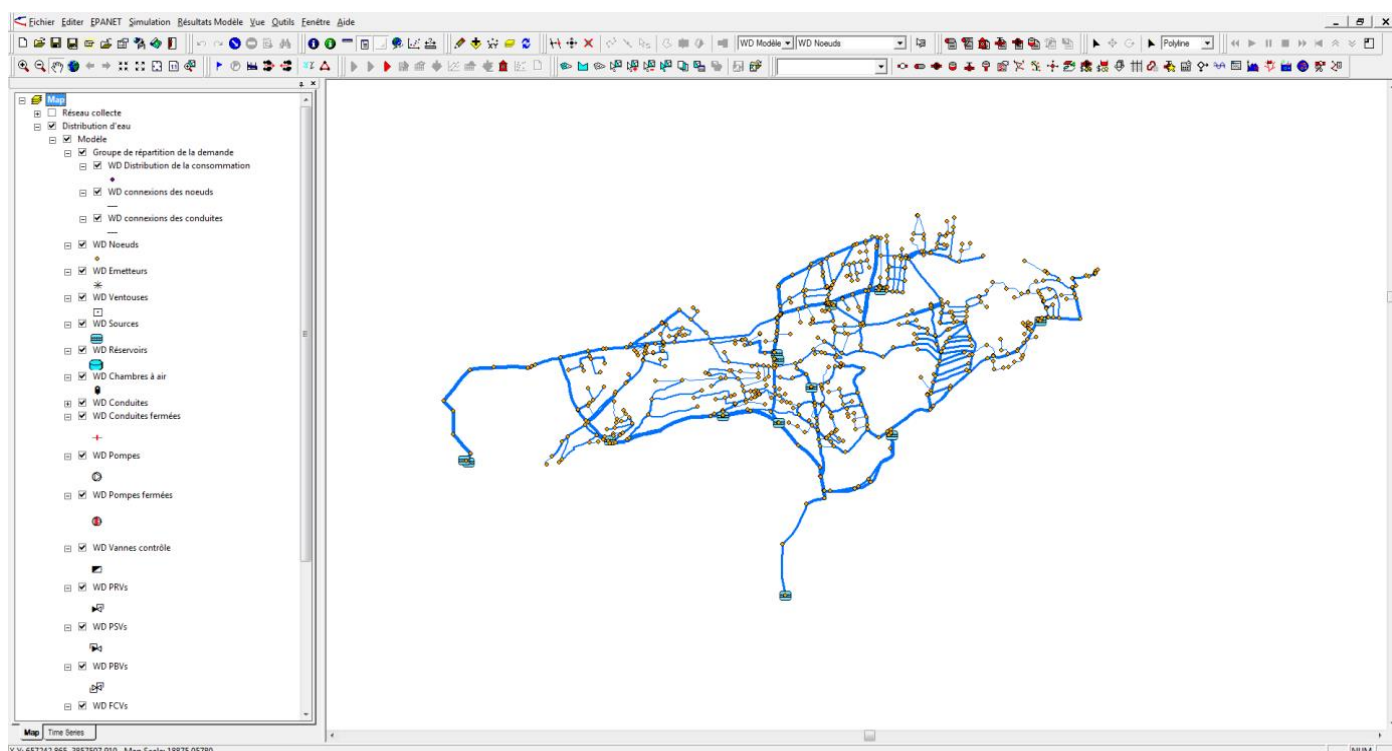 Fichier Editer EPANET Simulation Résultats Modèle Vue Outils Fenêtre Aide
WD Modèle WD Noeuds Polyline
Map
Réseau collecte
Distribution d'eau
Modèle
Groupe de répartition de la demande
WD Distribution de la consommation
WD connexions des noeuds
WD connexions des conduites
WD Noeuds
WD Emetteurs
WD Ventouses
WD Sources
WD Réservoirs
WD Chambres à air
WD Conduites
WD Conduites fermées
WD Pompes
WD Pompes fermées
WD Vannes contrôle
WD PRVs
WD PSVs
WD PBVs
WD FCVs
Map Time Series